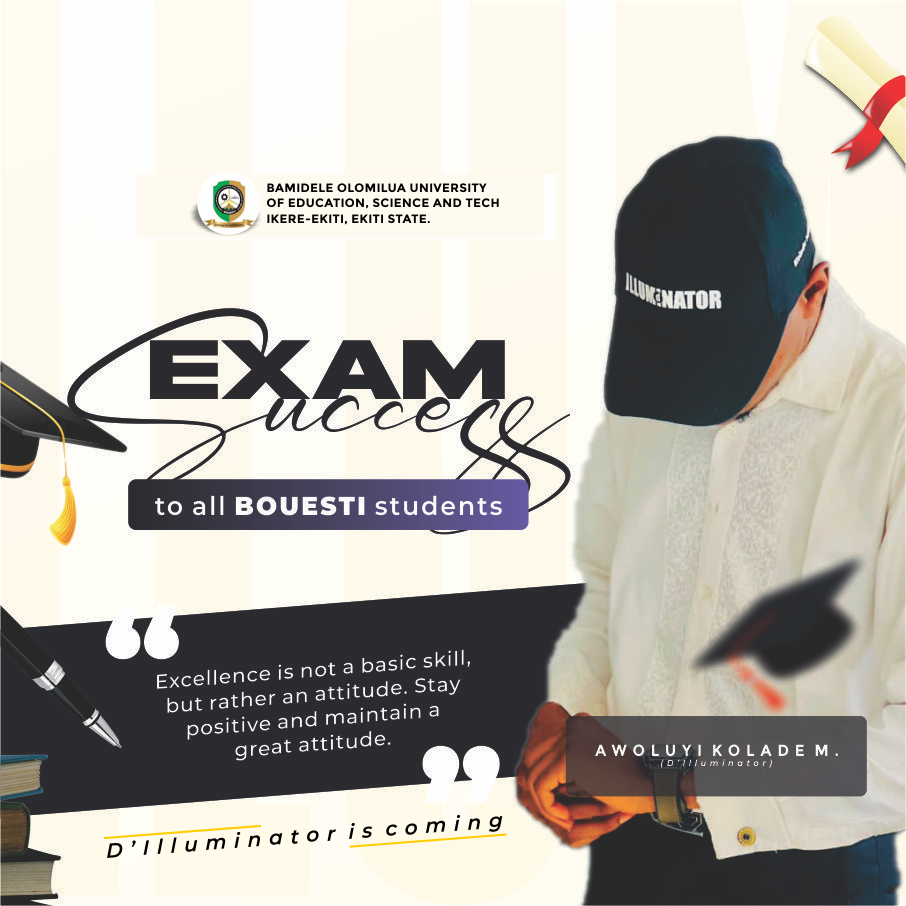 BAMIDELE OLOMILUA UNIVERSITY
OF EDUCATION, SCIENCE AND TECH
IKERE-EKITI, EKITI STATE.
ILLUMINATOR
EXAM
Success
to all BOUESTI students
“
Excellence is not a basic skill,
but rather an attitude. Stay
positive and maintain a
great attitude.
”
AWOLUYI KOLADE M.
(D'Illuminator)
D'Illuminator is coming